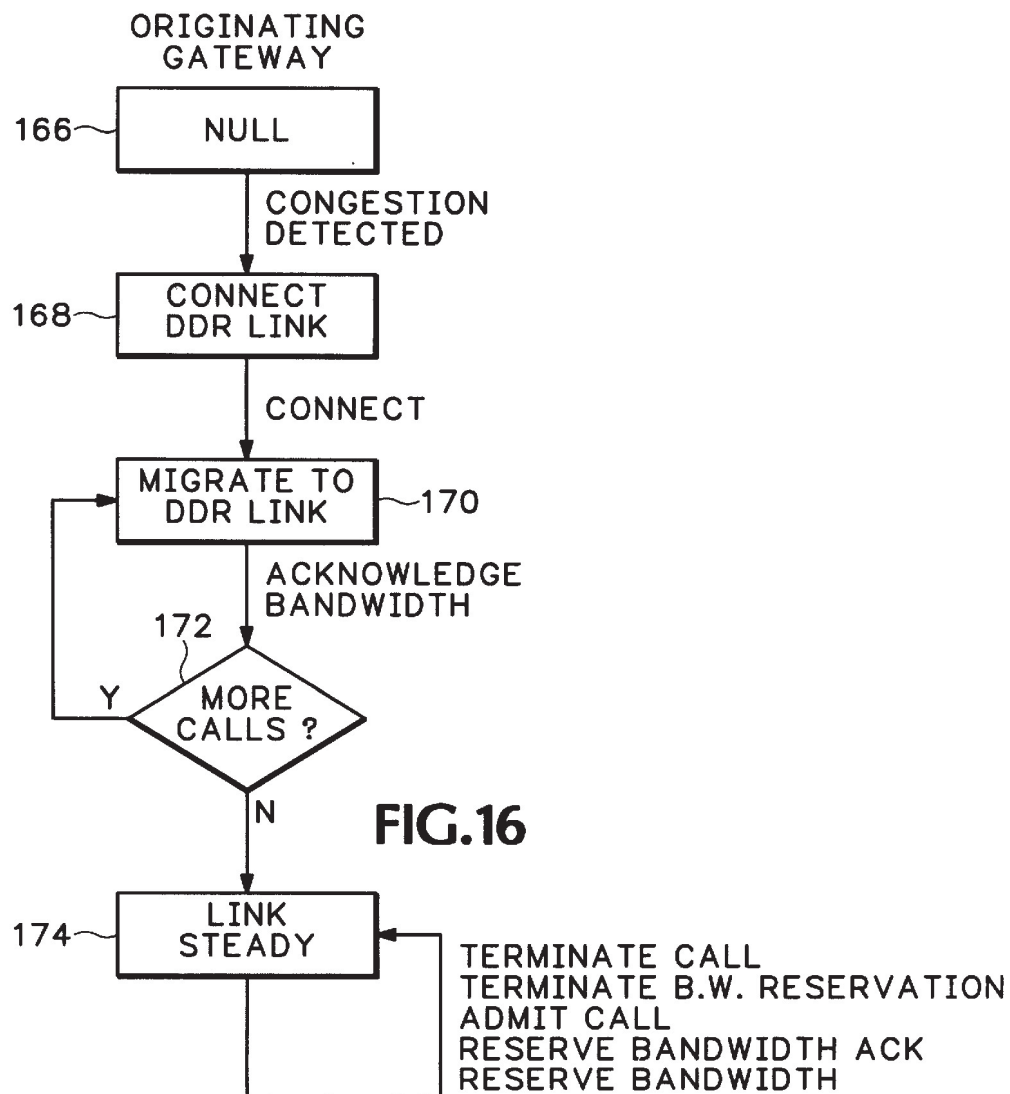 ORIGINATING
GATEWAY
166
NULL
CONGESTION
DETECTED
168
CONNECT
DDR LINK
CONNECT
MIGRATE TO
DDR LINK
170
ACKNOWLEDGE
BANDWIDTH
172
Y
MORE
CALLS ?
N
FIG.16
174
LINK
STEADY
TERMINATE CALL
TERMINATE B.W. RESERVATION
ADMIT CALL
RESERVE BANDWIDTH ACK
RESERVE BANDWIDTH